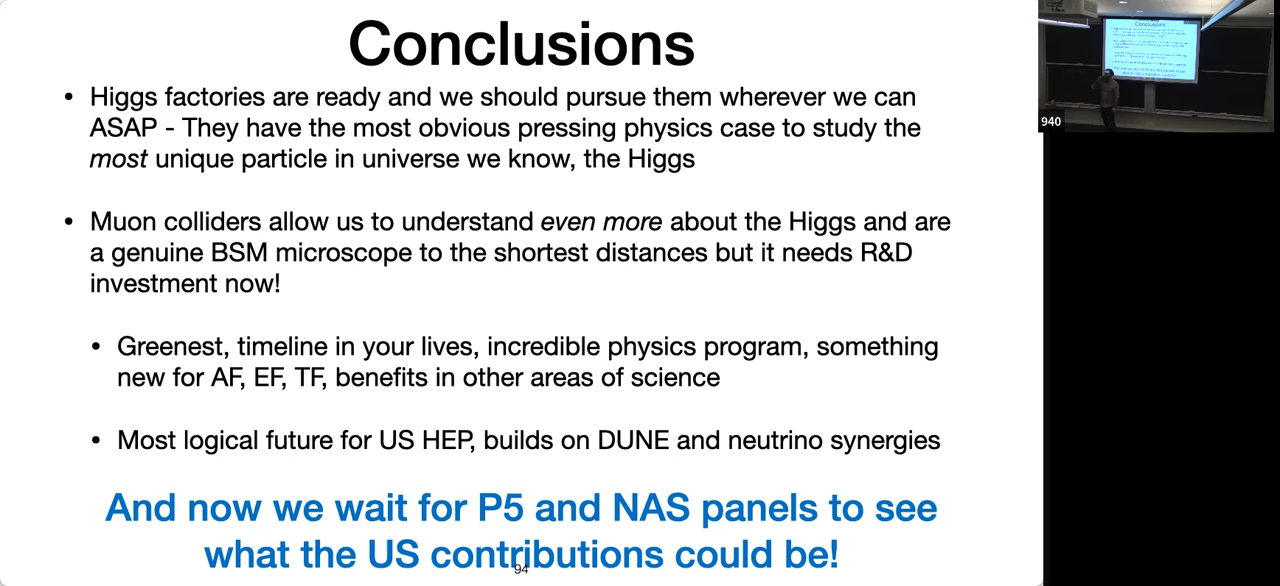 Conclusions
• Higgs factories are ready and we should pursue them wherever we can
ASAP - They have the most obvious pressing physics case to study the
most unique particle in universe we know, the Higgs
• Muon colliders allow us to understand even more about the Higgs and are
a genuine BSM microscope to the shortest distances but it needs R&D
investment now!
• Greenest, timeline in your lives, incredible physics program, something
new for AF, EF, TF, benefits in other areas of science
• Most logical future for US HEP, builds on DUNE and neutrino synergies
And now we wait for P5 and NAS panels to see
what the US contributions could be!
94
940
Conclusions